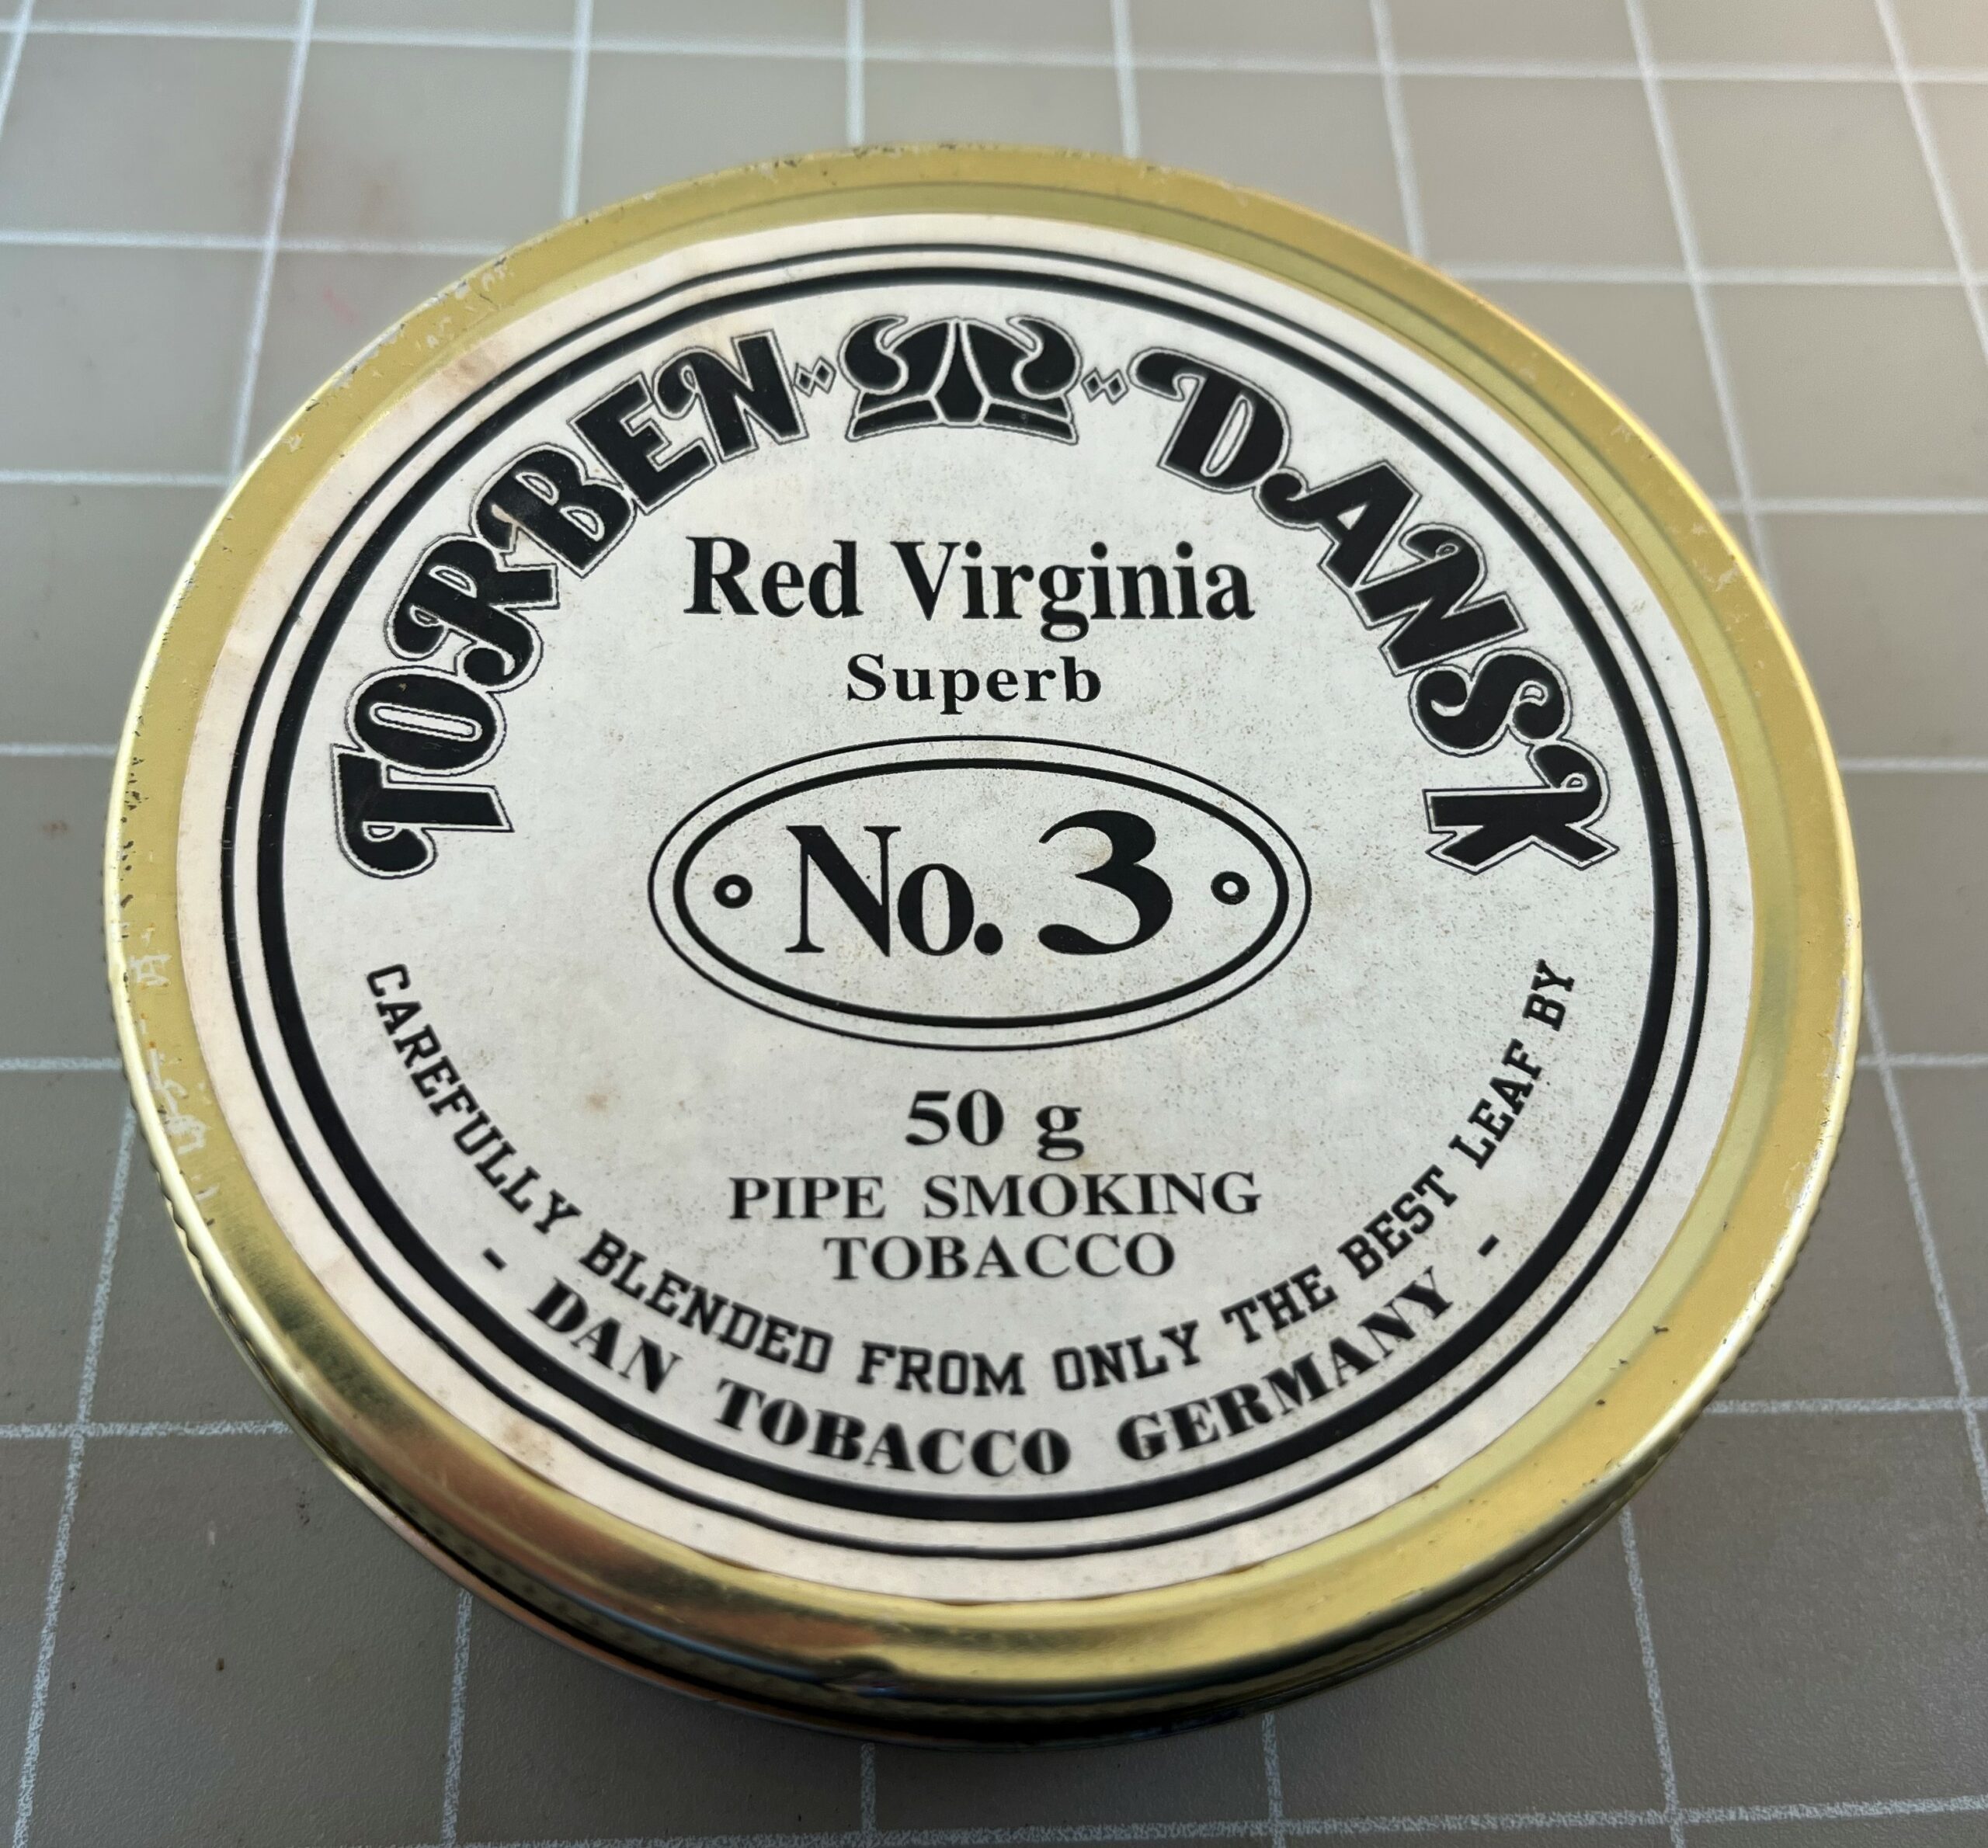 TORBEN DANSK
Red Virginia
Superb
No. 3
50 g
PIPE SMOKING
TOBACCO
CAREFULLY BLENDED FROM ONLY THE BEST LEAF BY
- DAN TOBACCO GERMANY -